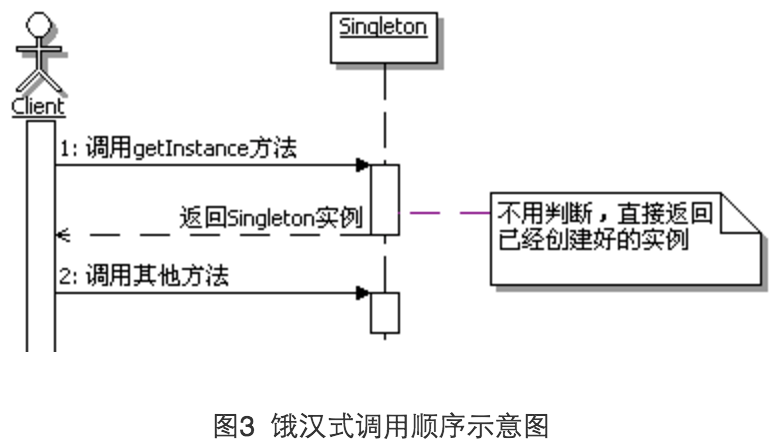 Singleton
Client
1: 调用getInstance方法
返回Singleton实例
不用判断，直接返回
已经创建好的实例
2: 调用其他方法
图3 饿汉式调用顺序示意图